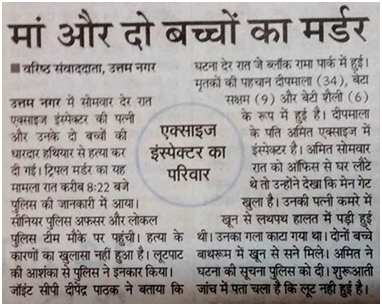 मां और दो बच्चों का मर्डर
वरिष्ठ संवाददाता, उत्तम नगर
उत्तम नगर में सोमवार देर रात
एक्साइज इंस्पेक्टर की पत्नी
और उनके दो बच्चों की
धारदार हथियार से हत्या कर
दी गई। ट्रिपल मर्डर का यह
मामला रात करीब 8:22 बजे
पुलिस की जानकारी में आया।
सीनियर पुलिस अफसर और लोकल
पुलिस टीम मौके पर पहुंची। हत्या के
कारणों का खुलासा नहीं हुआ है। लूटपाट
की आशंका से पुलिस ने इनकार किया।
जॉइंट सीपी दीपेंद्र पाठक ने बताया कि
एक्साइज
इंस्पेक्टर का
परिवार
घटना देर रात जे ब्लॉक रामा पार्क में हुई।
मृतकों की पहचान दीपमाला (34), बेटा
सक्षम (9) और बेटी शैली (6)
के रूप में हुई है। दीपमाला
के पति अमित एक्साइज में
इंस्पेक्टर है। अमित सोमवार
रात को ऑफिस से घर लौटे
थे तो उन्होंने देखा कि मेन गेट
खुला है। उनकी पत्नी कमरे में
खून से लथपथ हालात में पड़ी हुई
थी। उनका गला काटा गया था। दोनों बच्चे
बाथरूम में खून से सने मिले। अमित ने
घटना की सूचना पुलिस को दी। शुरूआती
जांच में पता चला है कि लूट नही हुई है।